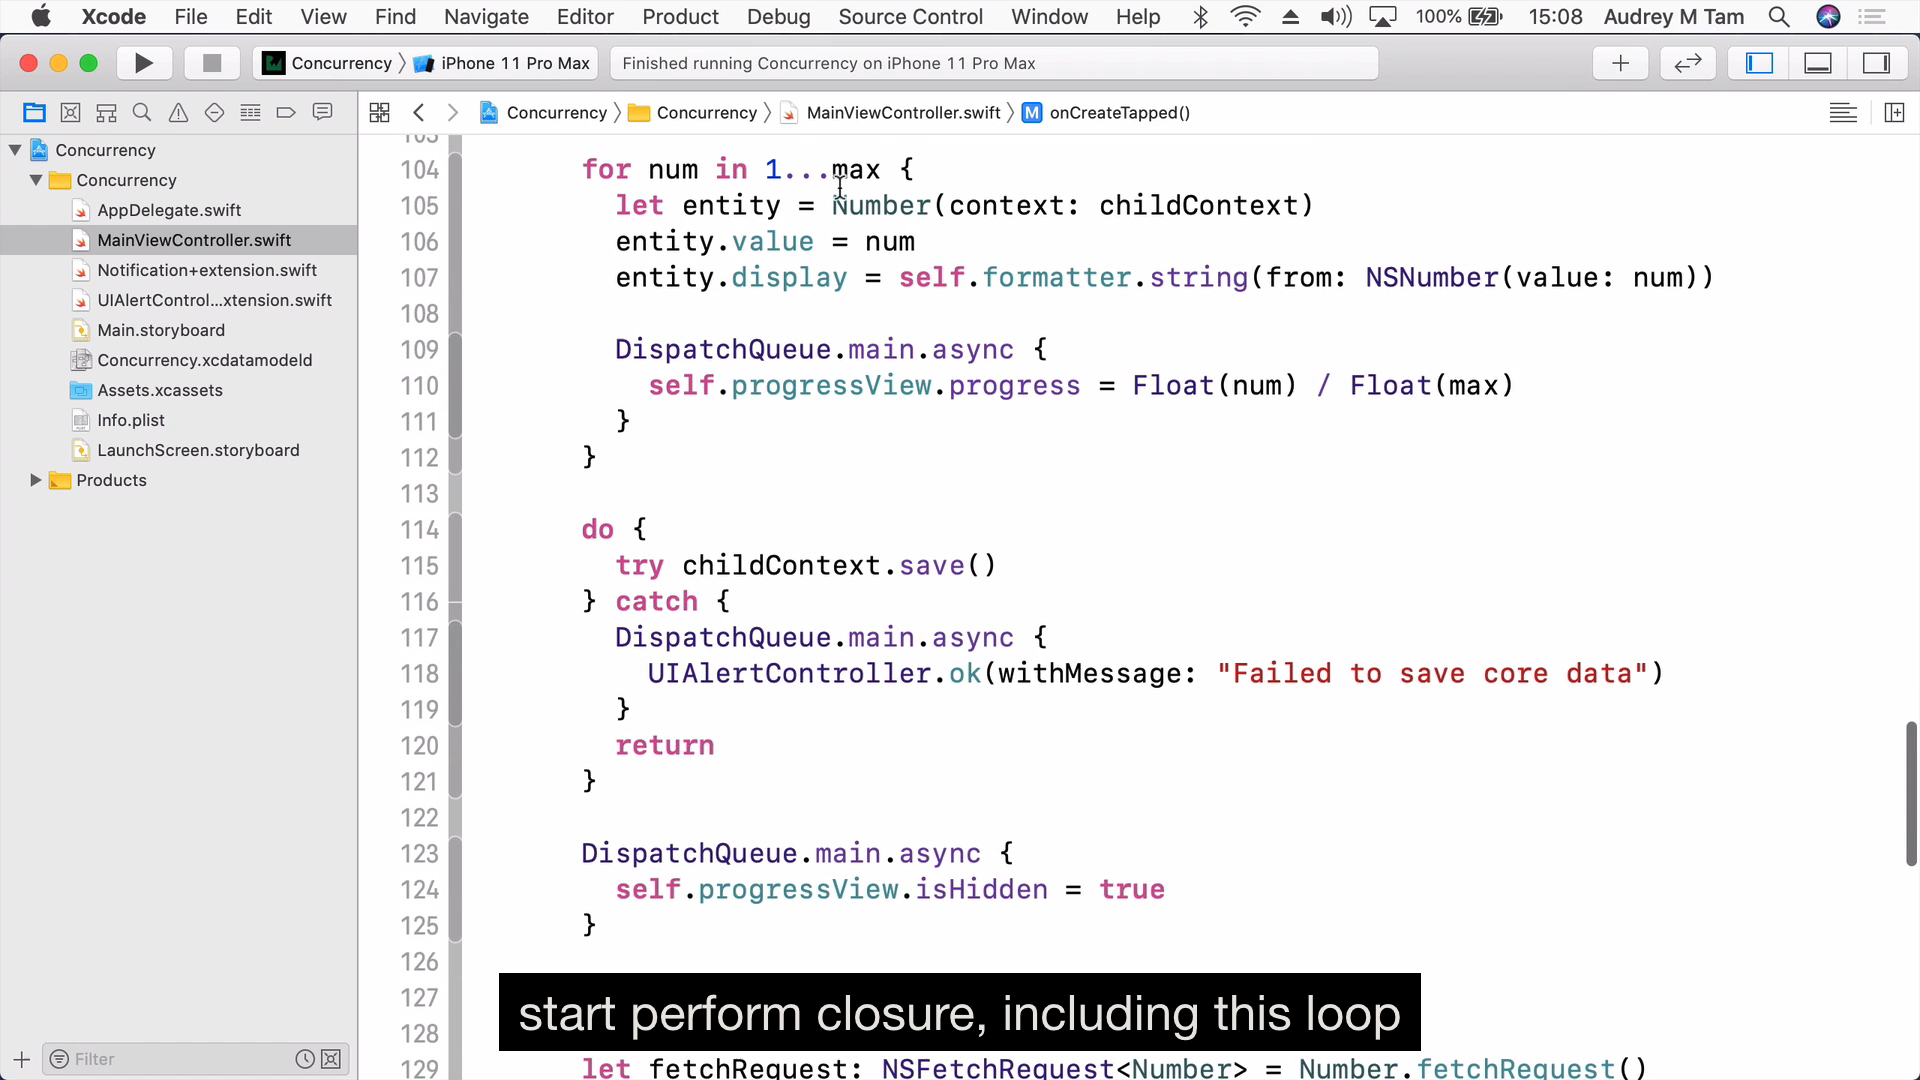 Xcode File Edit View Find Navigate Editor Product Debug Source Control Window Help 100% 15:08 Audrey M Tam
Concurrency iPhone 11 Pro Max Finished running Concurrency on iPhone 11 Pro Max
Concurrency Concurrency MainViewController.swift M onCreateTapped()
Concurrency
Concurrency
AppDelegate.swift
MainViewController.swift
Notification+extension.swift
UIAlertControl...xtension.swift
Main.storyboard
Concurrency.xcdatamodeld
Assets.xcassets
Info.plist
LaunchScreen.storyboard
Products
Filter
103
104 for num in 1...max {
105 let entity = Number(context: childContext)
106 entity.value = num
107 entity.display = self.formatter.string(from: NSNumber(value: num))
108
109 DispatchQueue.main.async {
110 self.progressView.progress = Float(num) / Float(max)
111 }
112 }
113
114 do {
115 try childContext.save()
116 } catch {
117 DispatchQueue.main.async {
118 UIAlertController.ok(withMessage: "Failed to save core data")
119 }
120 return
121 }
122
123 DispatchQueue.main.async {
124 self.progressView.isHidden = true
125 }
126
127
128
129 let fetchRequest: NSFetchRequest<Number> = Number.fetchRequest()
start perform closure, including this loop